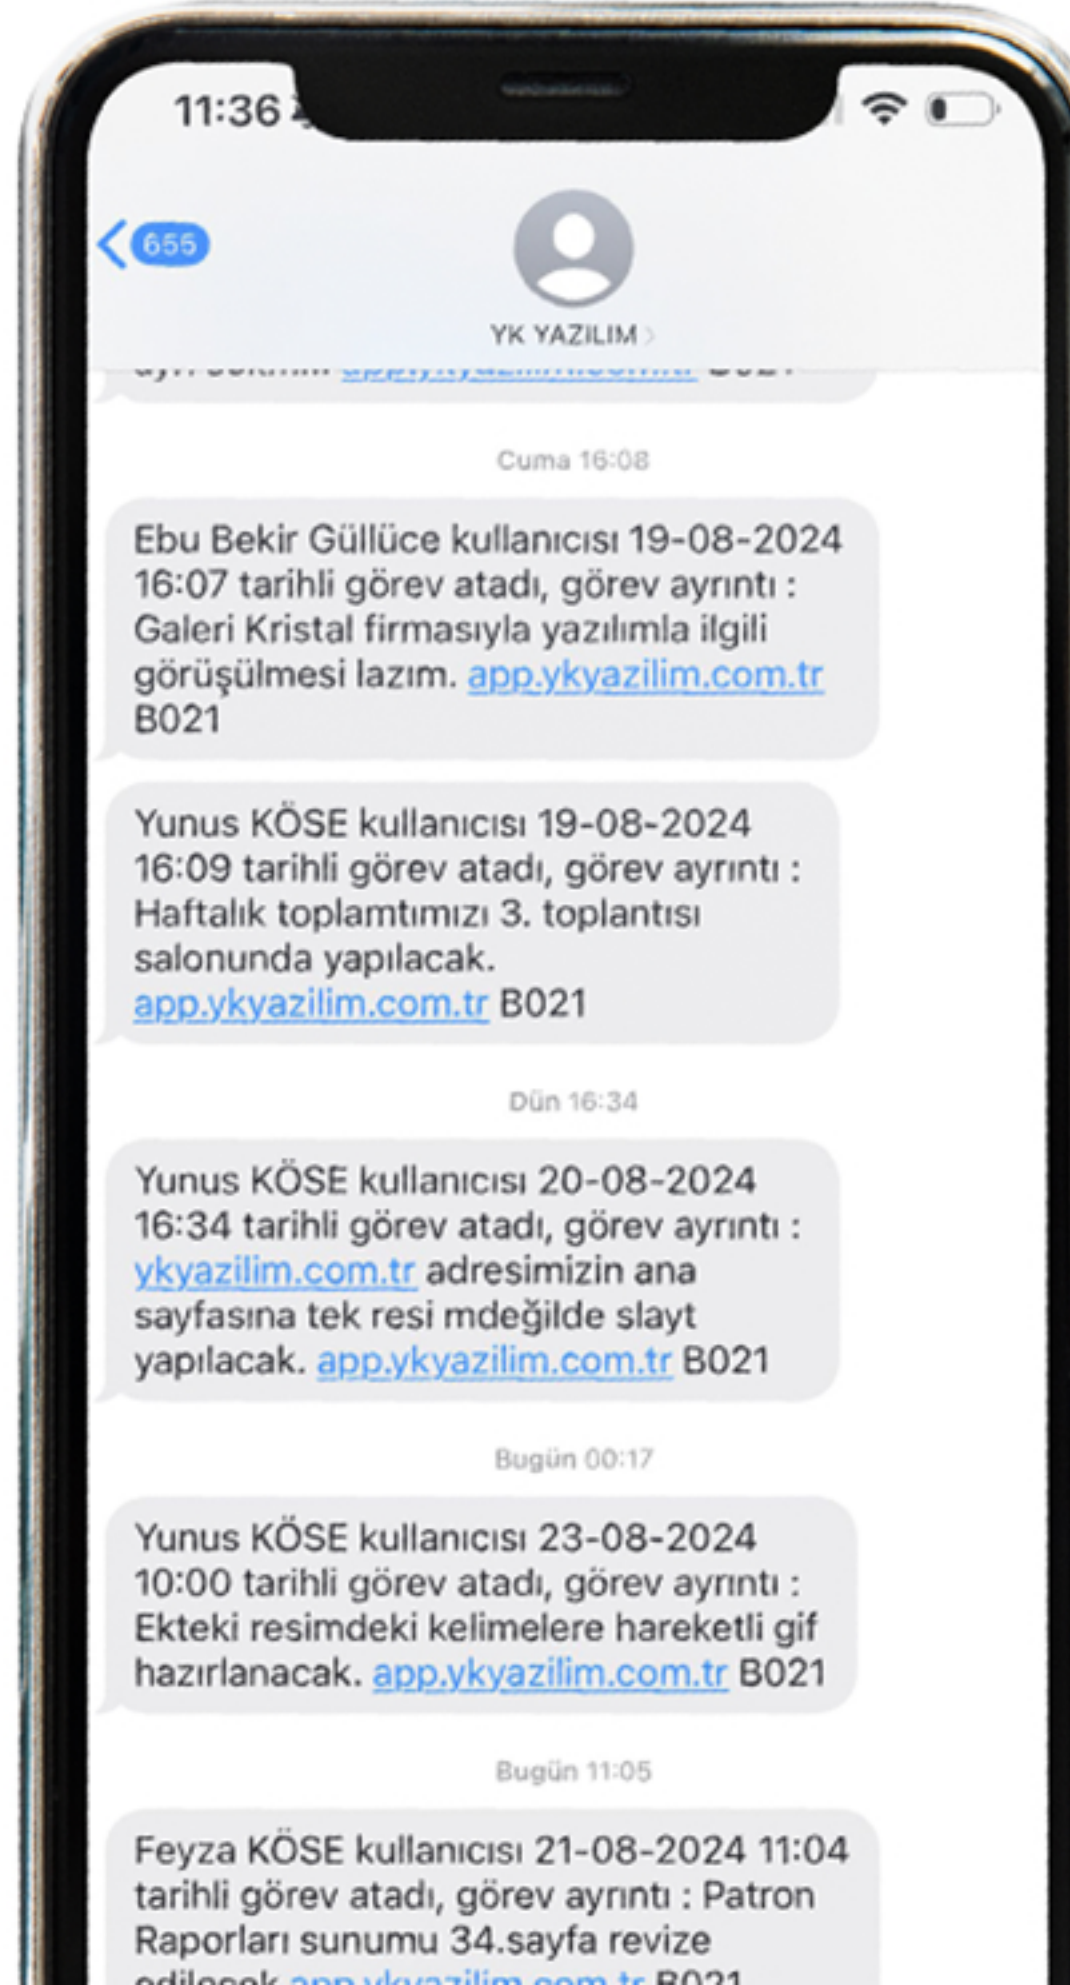 11:36
655
YK YAZILIM
Cuma 16:08
Ebu Bekir Güllüce kullanıcısı 19-08-2024
16:07 tarihli görev atadı, görev ayrıntı :
Galeri Kristal firmasıyla yazılımla ilgili
görüşülmesi lazım. app.ykyazilim.com.tr
B021
Yunus KÖSE kullanıcısı 19-08-2024
16:09 tarihli görev atadı, görev ayrıntı :
Haftalık toplamtımızı 3. toplantısı
salonunda yapılacak.
app.ykyazilim.com.tr B021
Dün 16:34
Yunus KÖSE kullanıcısı 20-08-2024
16:34 tarihli görev atadı, görev ayrıntı :
ykyazilim.com.tr adresimizin ana
sayfasına tek resi mdeğilde slayt
yapılacak. app.ykyazilim.com.tr B021
Bugün 00:17
Yunus KÖSE kullanıcısı 23-08-2024
10:00 tarihli görev atadı, görev ayrıntı :
Ekteki resimdeki kelimelere hareketli gif
hazırlanacak. app.ykyazilim.com.tr B021
Bugün 11:05
Feyza KÖSE kullanıcısı 21-08-2024 11:04
tarihli görev atadı, görev ayrıntı : Patron
Raporları sunumu 34.sayfa revize
edilecek app.ykyazilim.com.tr B021